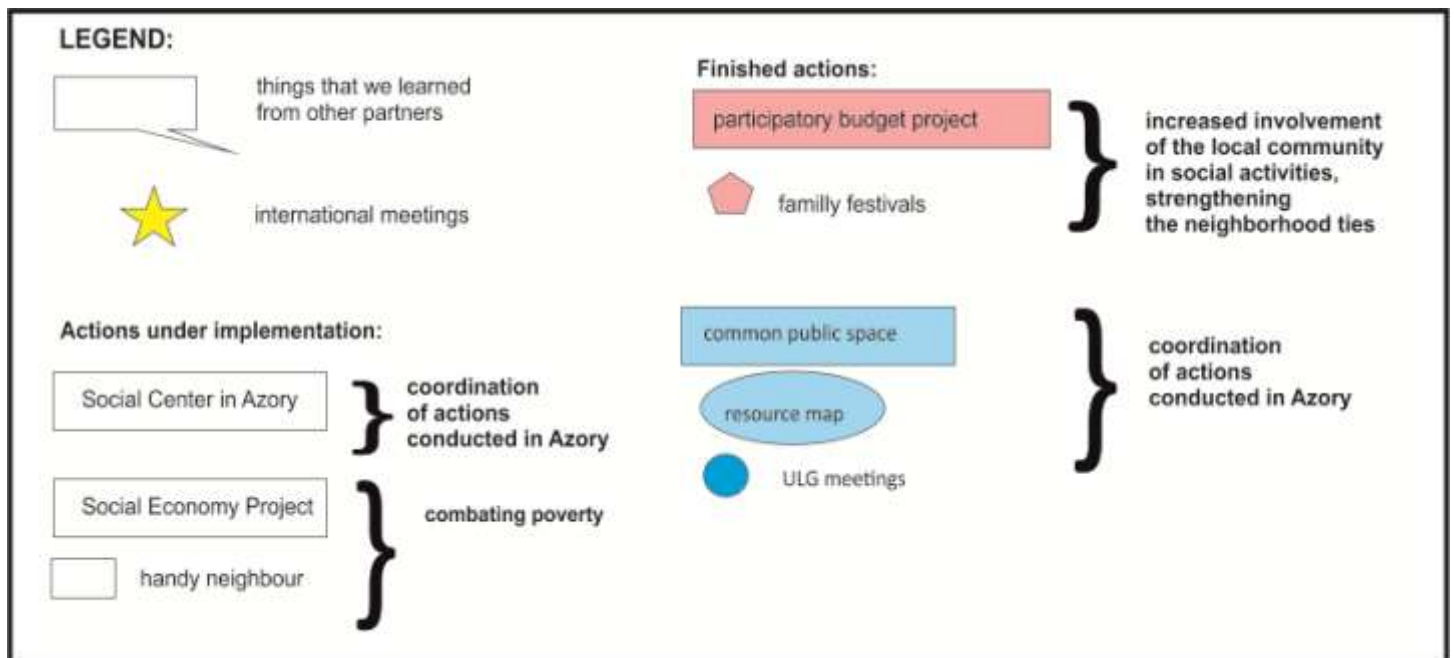 LEGEND:
things that we learned
from other partners
international meetings
Actions under implementation:
Social Center in Azory
coordination
of actions
conducted in Azory
Social Economy Project
combating poverty
handy neighbour
Finished actions:
participatory budget project
familly festivals
increased involvement
of the local community
in social activities,
strengthening
the neighborhood ties
common public space
resource map
ULG meetings
coordination
of actions
conducted in Azory